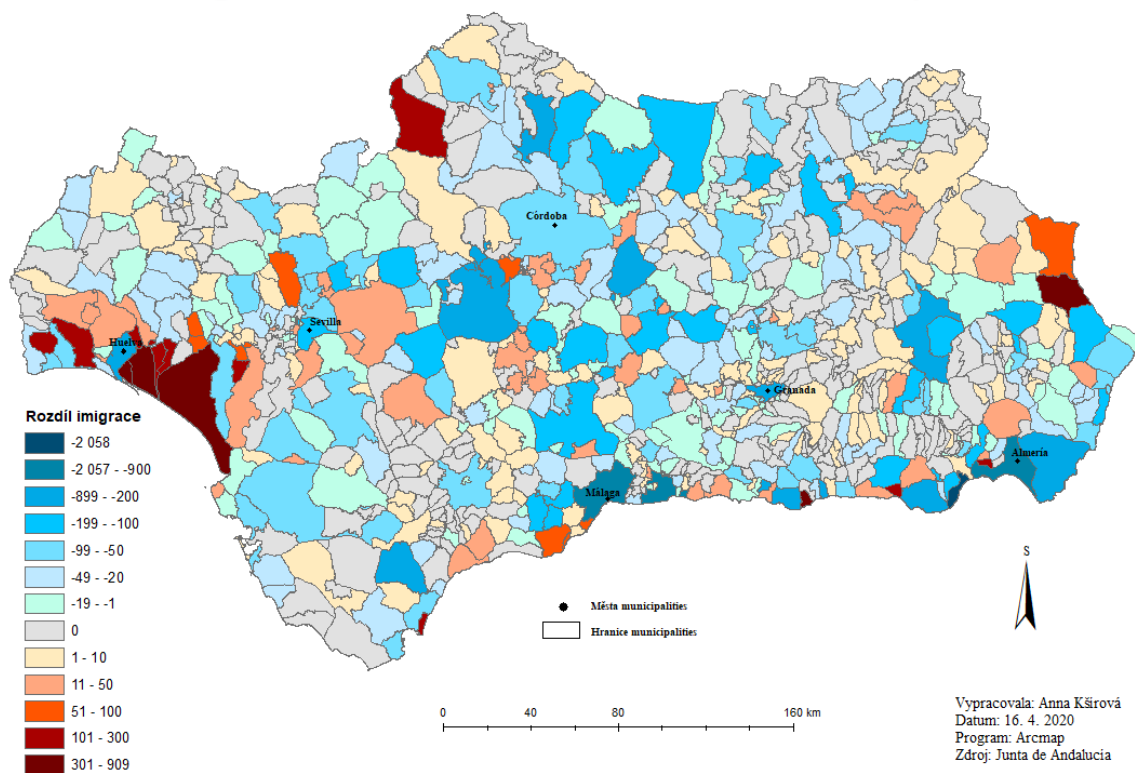 Córdoba
Sevilla
Huelva
Granada
Almería
Málaga
Rozdíl imigrace
-2 058
-2 057 - -900
-899 - -200
-199 - -100
-99 - -50
-49 - -20
-19 - -1
0
1 - 10
11 - 50
51 - 100
101 - 300
301 - 909
Města municipalities
Hranice municipalities
S
0 40 80 160 km
Vypracovala: Anna Kšírová
Datum: 16. 4. 2020
Program: Arcmap
Zdroj: Junta de Andalucia